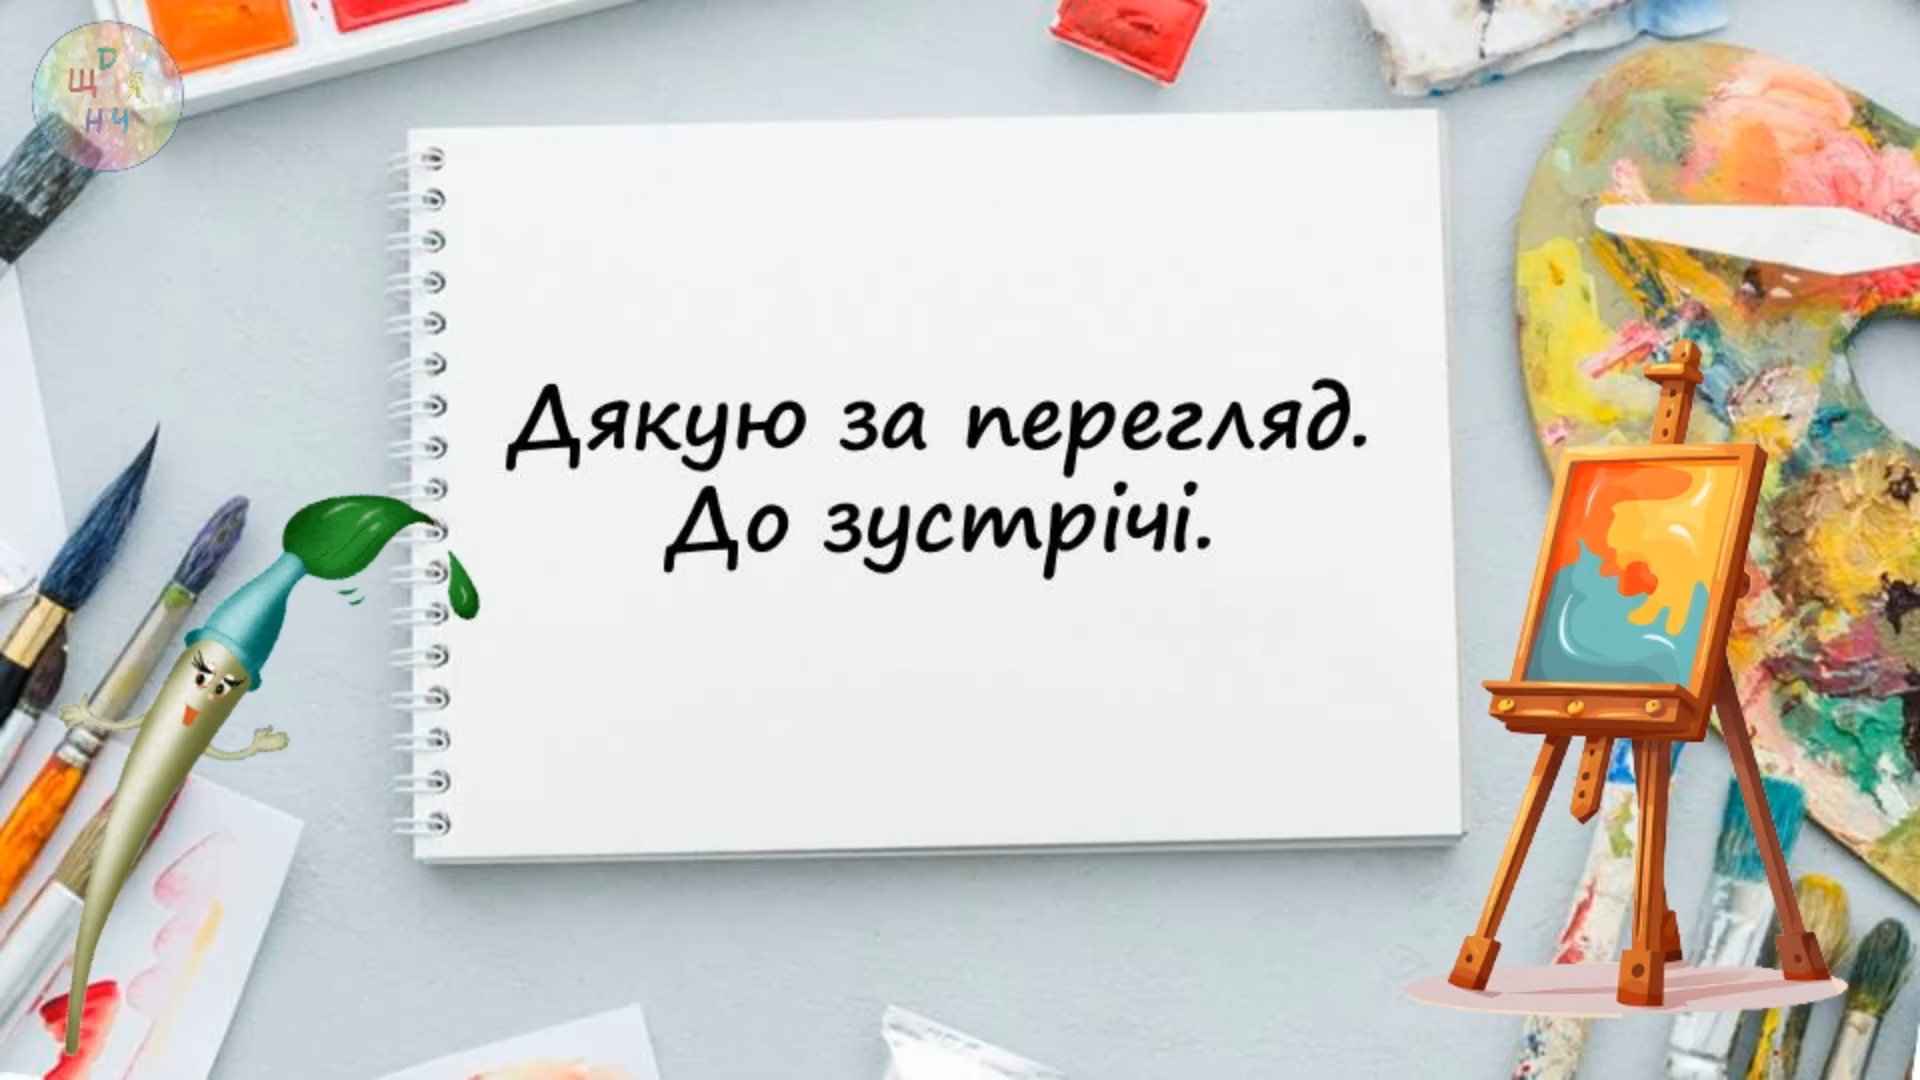 D
Щ І Я
Н Ч
Дякую за перегляд.
До зустрічі.